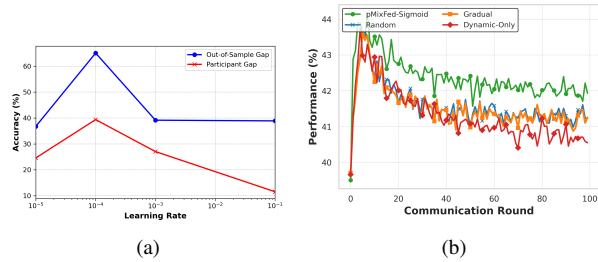 Out-of-Sample Gap
Participant Gap
Accuracy (%)
60
50
40
30
20
10
10⁻⁵
10⁻⁴
10⁻³
10⁻²
10⁻¹
Learning Rate
(a)
pMixFed-Sigmoid
Random
Gradual
Dynamic-Only
Performance (%)
44
43
42
41
40
0
20
40
60
80
100
Communication Round
(b)